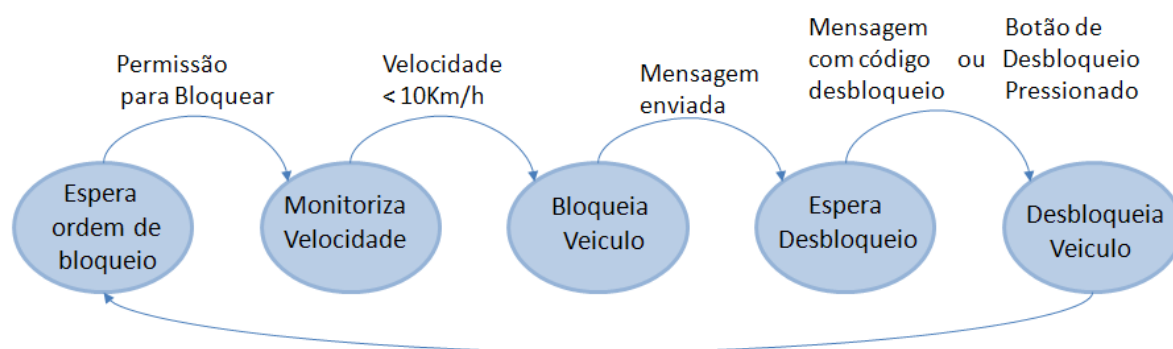 Permissão
para Bloquear
Velocidade
< 10Km/h
Mensagem
enviada
Mensagem
com código ou
desbloqueio
Botão de
Desbloqueio
Pressionado
Espera
ordem de
bloqueio
Monitoriza
Velocidade
Bloqueia
Veiculo
Espera
Desbloqueio
Desbloqueia
Veiculo